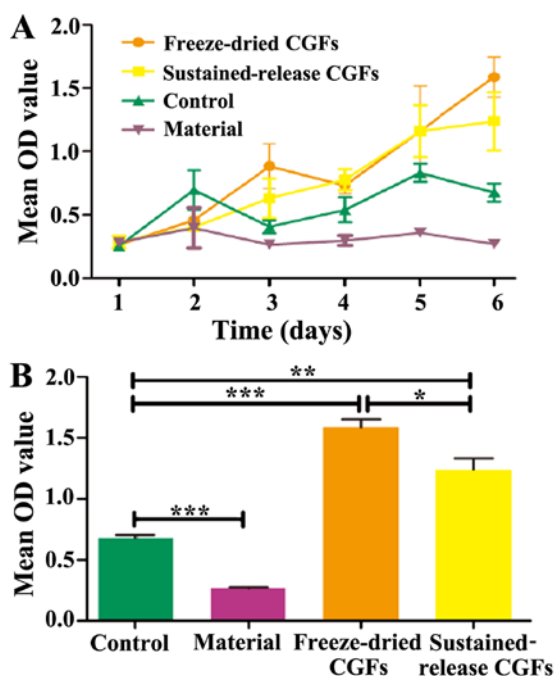 A
Freeze-dried CGFs
Sustained-release CGFs
Control
Material
Mean OD value
2.0
1.5
1.0
0.5
0.0
1 2 3 4 5 6
Time (days)
B
**
*** *
***
Mean OD value
2.0
1.5
1.0
0.5
0.0
Control Material Freeze-dried Sustained-
CGFs release CGFs